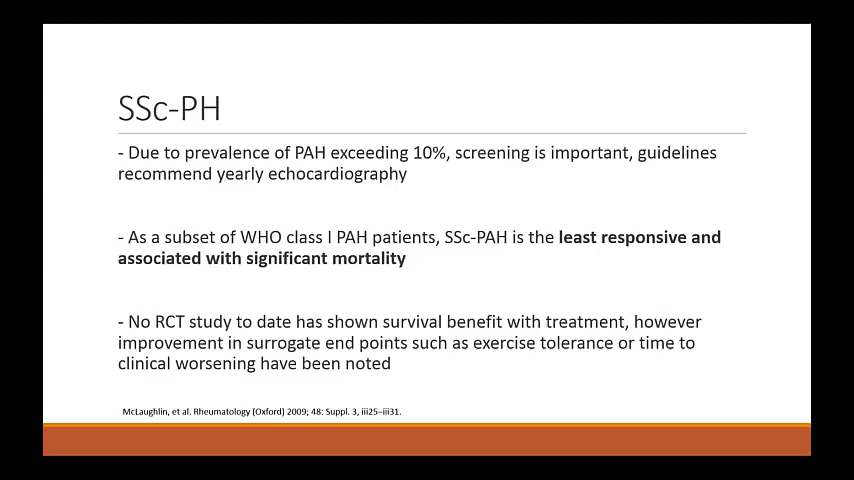 SSc-PH
- Due to prevalence of PAH exceeding 10%, screening is important, guidelines
recommend yearly echocardiography
- As a subset of WHO class I PAH patients, SSc-PAH is the least responsive and
associated with significant mortality
- No RCT study to date has shown survival benefit with treatment, however
improvement in surrogate end points such as exercise tolerance or time to
clinical worsening have been noted
McLaughlin, et al. Rheumatology (Oxford) 2009; 48: Suppl. 3, iii25–iii31.